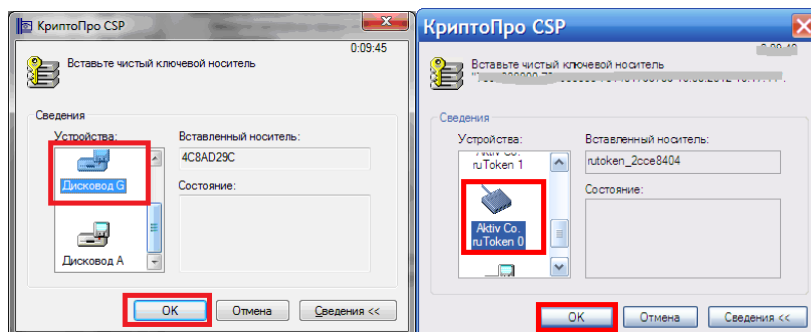 КриптоПро CSP
0:09:45
Вставьте чистый ключевой носитель
Сведения
Устройства:
Вставленный носитель:
4C8AD29C
Дисковод G
Состояние:
Дисковод A
OK
Отмена
Сведения <<
КриптоПро CSP
Вставьте чистый ключевой носитель
Сведения
Устройства:
Вставленный носитель:
Aktiv Co.
ruToken 1
rutoken_2cce8404
Состояние:
Aktiv Co.
ruToken 0
OK
Отмена
Сведения <<